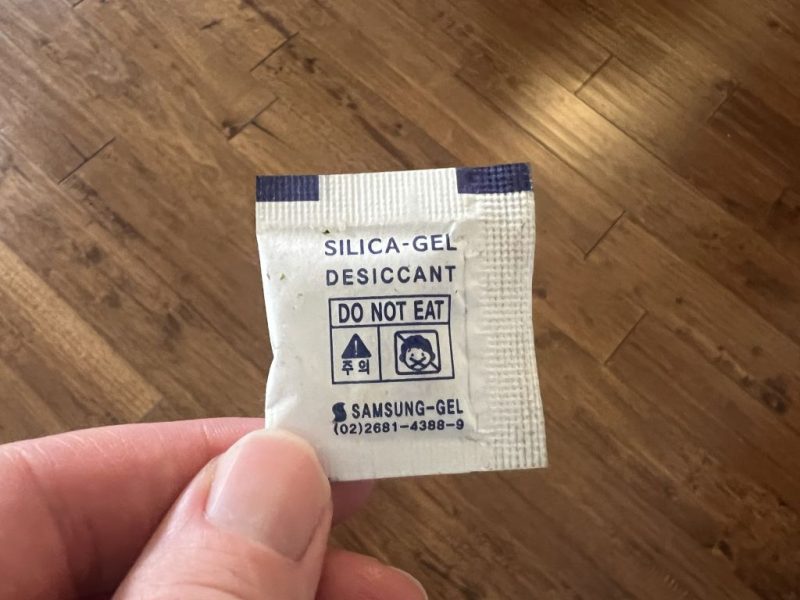 SILICA-GEL
DESICCANT
DO NOT EAT
주의
SAMSUNG-GEL
(02)2681-4388-9